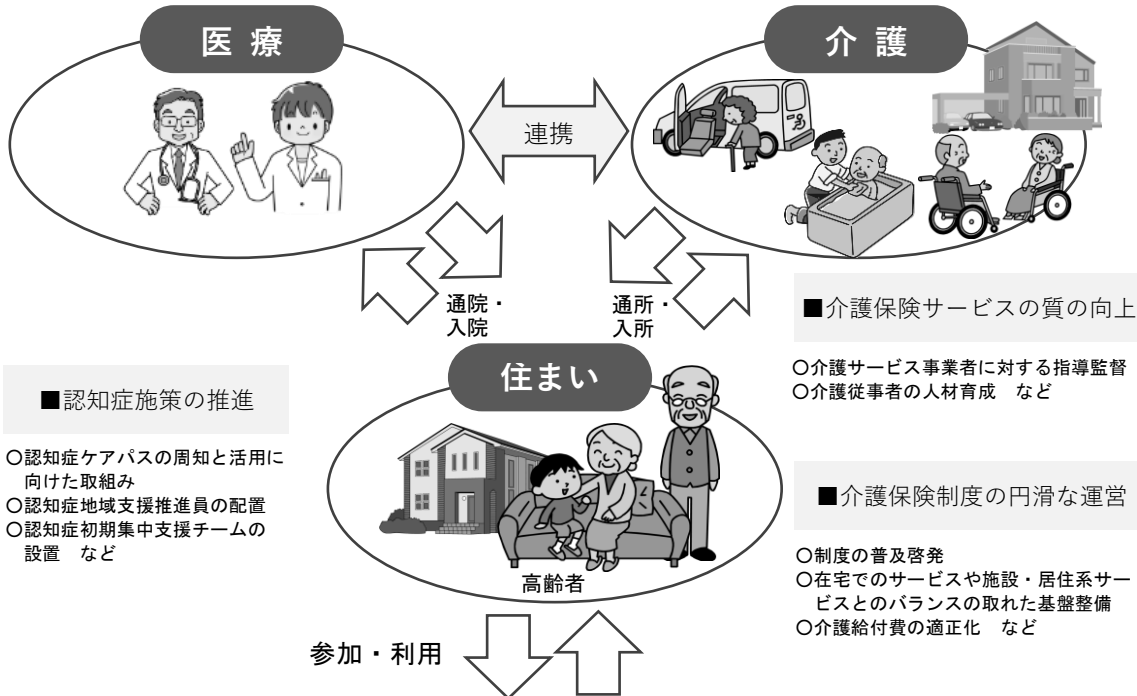 医療
介護
連携
通院・
入院
通所・
入所
■介護保険サービスの質の向上
〇介護サービス事業者に対する指導監督
〇介護従事者の人材育成　など
住まい
高齢者
■認知症施策の推進
〇認知症ケアパスの周知と活用に
向けた取組み
〇認知症地域支援推進員の配置
〇認知症初期集中支援チームの
設置　など
■介護保険制度の円滑な運営
〇制度の普及啓発
〇在宅でのサービスや施設・居住系サー
ビスとのバランスの取れた基盤整備
〇介護給付費の適正化　など
参加・利用